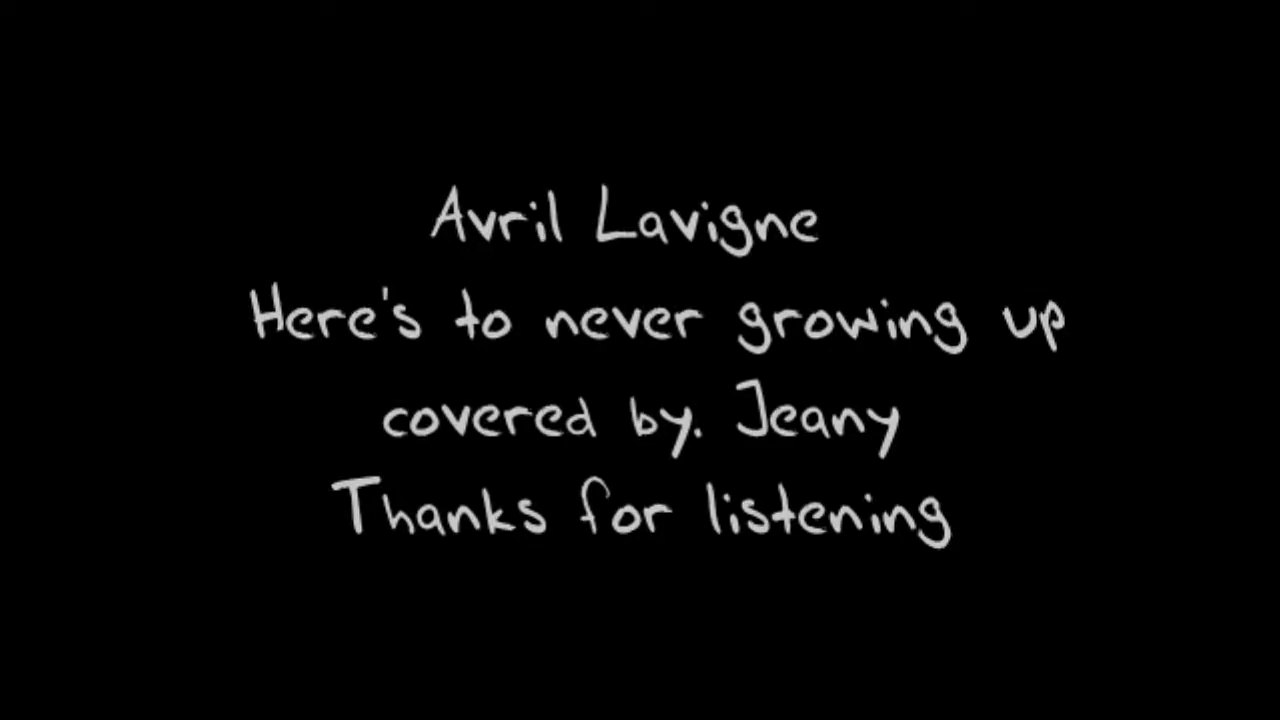 Avril Lavigne
Here's to never growing up
covered by. Jeany
Thanks for listening